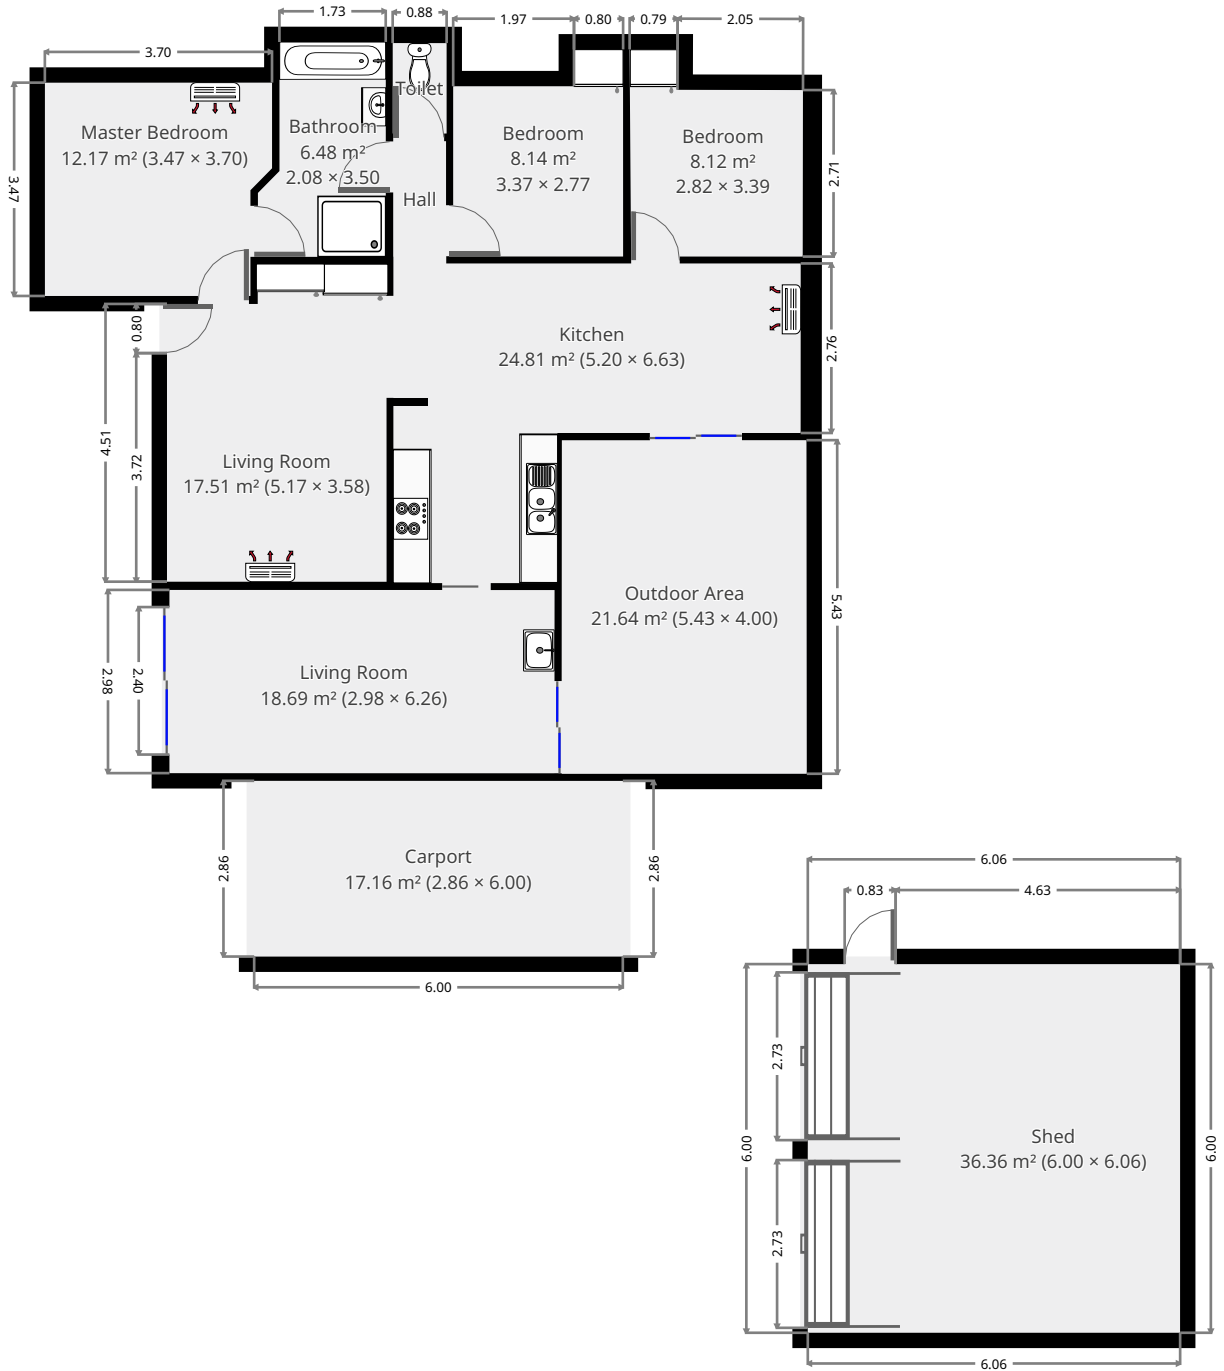 1.73
0.88
1.97
0.80
0.79
2.05
3.70
Toilet
Master Bedroom
12.17 m² (3.47 × 3.70)
Bathroom
6.48 m²
2.08 × 3.50
Bedroom
8.14 m²
3.37 × 2.77
Bedroom
8.12 m²
2.82 × 3.39
2.71
3.47
Hall
0.80
Kitchen
24.81 m² (5.20 × 6.63)
2.76
4.51
3.72
Living Room
17.51 m² (5.17 × 3.58)
Outdoor Area
21.64 m² (5.43 × 4.00)
5.43
2.98
2.40
Living Room
18.69 m² (2.98 × 6.26)
2.86
Carport
17.16 m² (2.86 × 6.00)
2.86
6.00
6.06
0.83
4.63
2.73
6.00
Shed
36.36 m² (6.00 × 6.06)
6.00
2.73
6.06